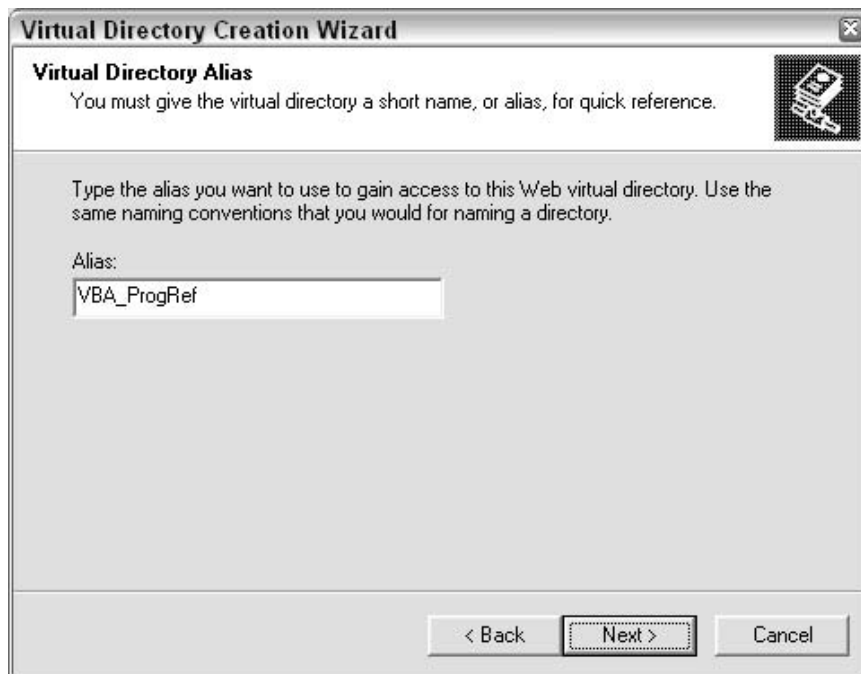 Virtual Directory Creation Wizard
Virtual Directory Alias
You must give the virtual directory a short name, or alias, for quick reference.
Type the alias you want to use to gain access to this Web virtual directory. Use the
same naming conventions that you would for naming a directory.
Alias:
VBA_ProgRef
< Back Next > Cancel